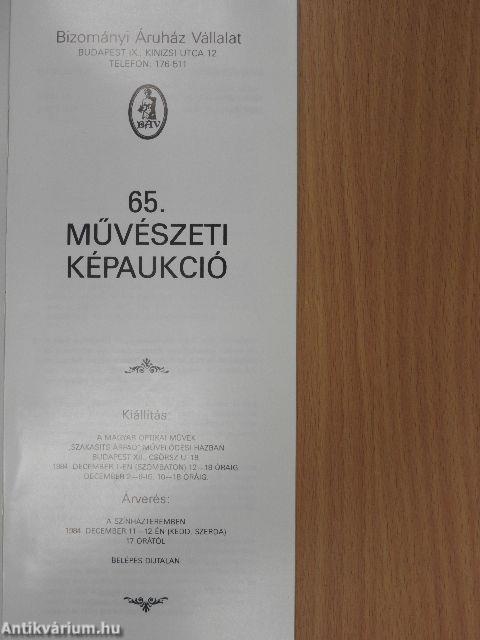 Bizományi Áruház Vállalat
BUDAPEST IX., KINIZSI UTCA 12.
TELEFON: 176-511
BÁV
65.
MŰVÉSZETI
KÉPAUKCIÓ
Kiállítás:
A MAGYAR OPTIKAI MŰVEK
„SZAKASITS ÁRPÁD” MŰVELŐDÉSI HÁZBAN
BUDAPEST XII., CSÖRSZ U. 18.
1984. DECEMBER 1-ÉN (SZOMBATON) 12—18 ÓRÁIG
DECEMBER 2—8-IG, 10—18 ÓRÁIG.
Árverés:
A SZÍNHÁZTEREMBEN
1984. DECEMBER 11—12-ÉN (KEDD, SZERDA)
17 ÓRÁTÓL
BELÉPÉS DÍJTALAN
Antikvárium.hu